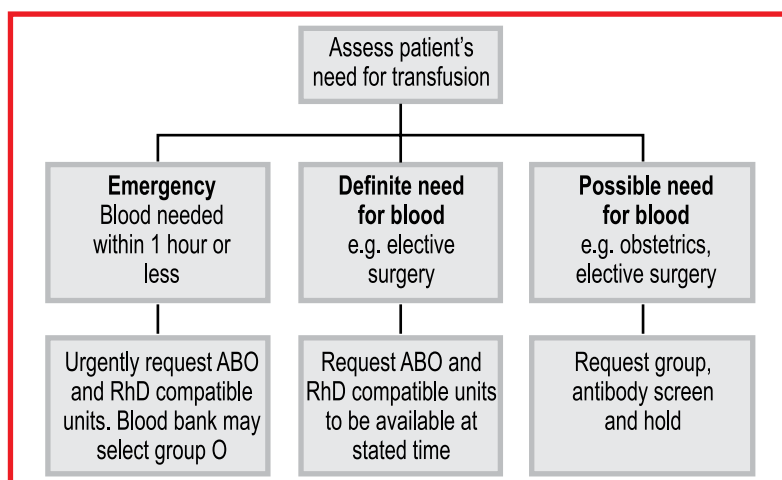 Assess patient's
need for transfusion
Emergency
Blood needed
within 1 hour or
less
Definite need
for blood
e.g. elective
surgery
Possible need
for blood
e.g. obstetrics,
elective surgery
Urgently request ABO
and RhD compatible
units. Blood bank may
select group O
Request ABO and
RhD compatible units
to be available at
stated time
Request group,
antibody screen
and hold